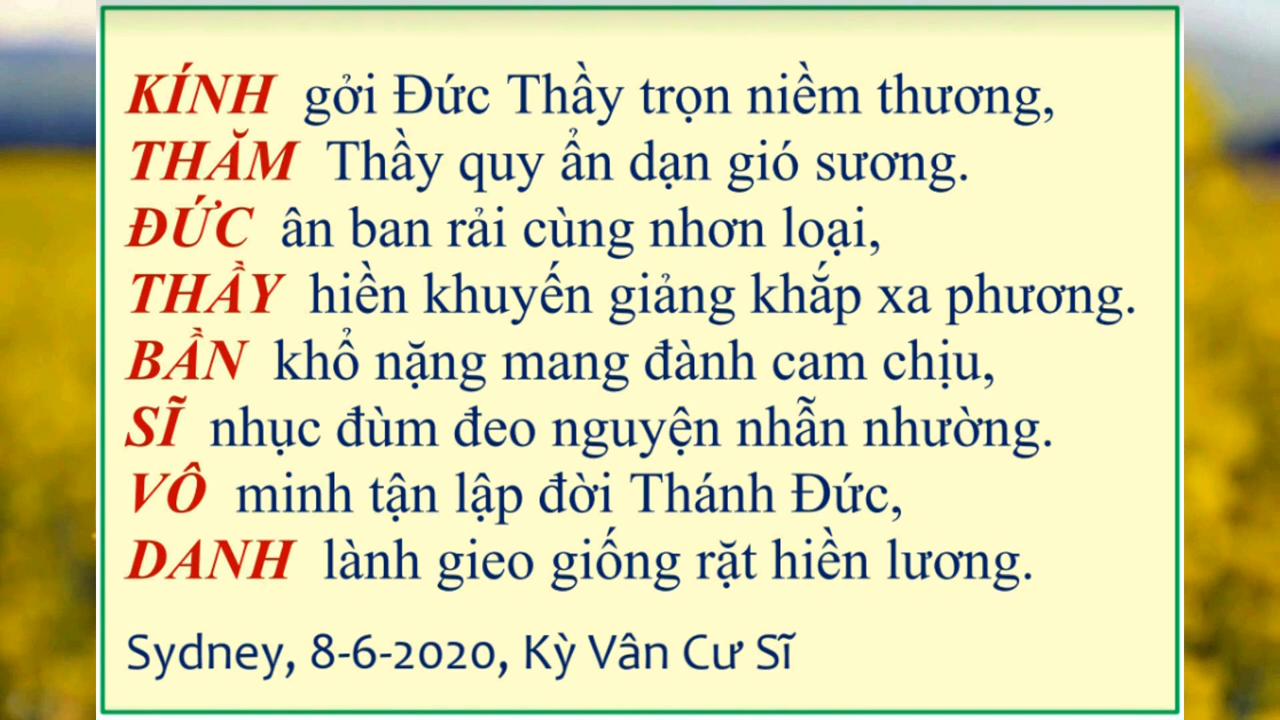 KÍNH gởi Đức Thầy trọn niềm thương,
THĂM Thầy quy ẩn dạn gió sương.
ĐỨC ân ban rải cùng nhơn loại,
THẦY hiền khuyến giảng khắp xa phương.
BẦN khổ nặng mang đành cam chịu,
SĨ nhục đùm đeo nguyện nhẫn nhường.
VÔ minh tận lập đời Thánh Đức,
DANH lành gieo giống rặt hiền lương.
Sydney, 8-6-2020, Kỳ Vân Cư Sĩ